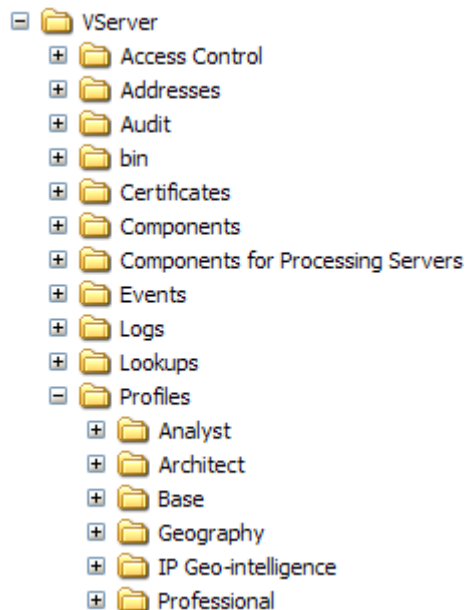 VServer
Access Control
Addresses
Audit
bin
Certificates
Components
Components for Processing Servers
Events
Logs
Lookups
Profiles
Analyst
Architect
Base
Geography
IP Geo-intelligence
Professional